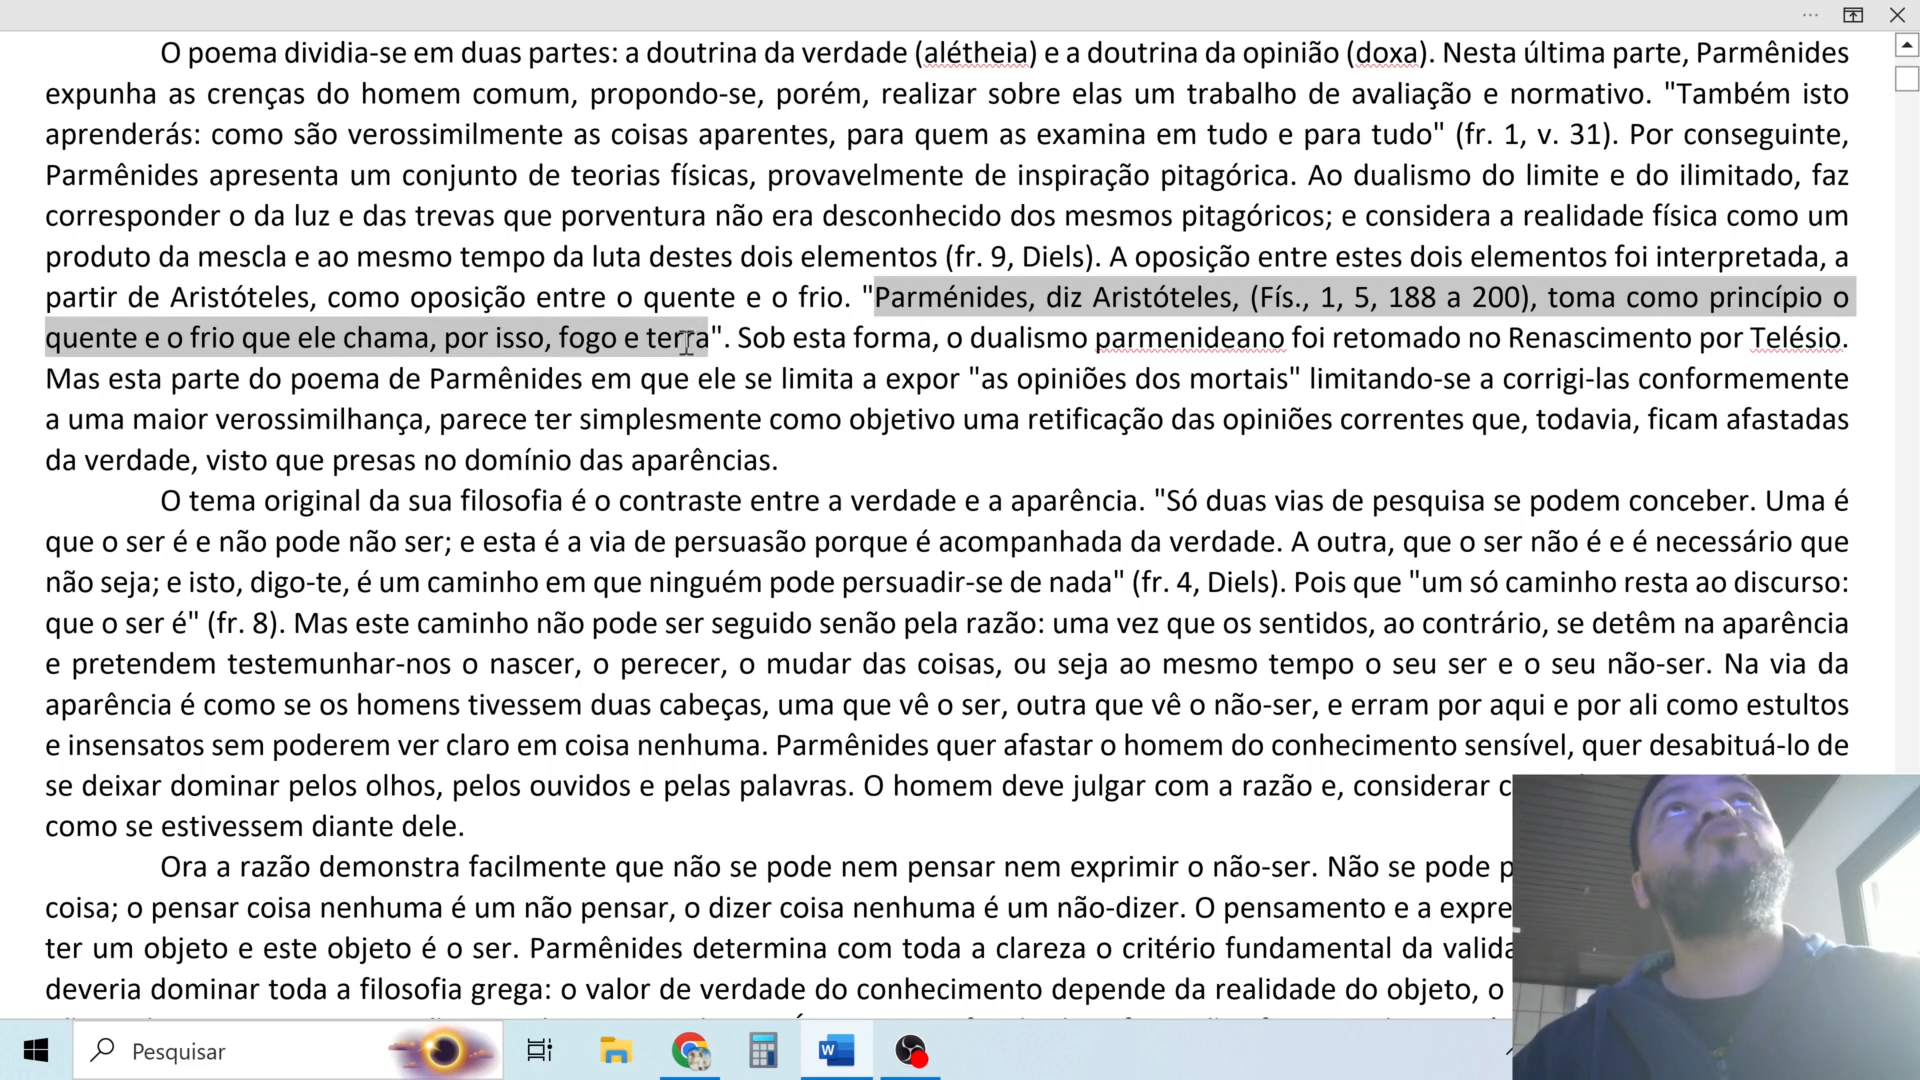 O poema dividia-se em duas partes: a doutrina da verdade (alétheia) e a doutrina da opinião (doxa). Nesta última parte, Parmênides
expunha as crenças do homem comum, propondo-se, porém, realizar sobre elas um trabalho de avaliação e normativo. "Também isto
aprenderás: como são verossimilmente as coisas aparentes, para quem as examina em tudo e para tudo" (fr. 1, v. 31). Por conseguinte,
Parmênides apresenta um conjunto de teorias físicas, provavelmente de inspiração pitagórica. Ao dualismo do limite e do ilimitado, faz
corresponder o da luz e das trevas que porventura não era desconhecido dos mesmos pitagóricos; e considera a realidade física como um
produto da mescla e ao mesmo tempo da luta destes dois elementos (fr. 9, Diels). A oposição entre estes dois elementos foi interpretada, a
partir de Aristóteles, como oposição entre o quente e o frio. "Parménides, diz Aristóteles, (Fís., 1, 5, 188 a 200), toma como princípio o
quente e o frio que ele chama, por isso, fogo e terra". Sob esta forma, o dualismo parmenideano foi retomado no Renascimento por Telésio.
Mas esta parte do poema de Parmênides em que ele se limita a expor "as opiniões dos mortais" limitando-se a corrigi-las conformemente
a uma maior verossimilhança, parece ter simplesmente como objetivo uma retificação das opiniões correntes que, todavia, ficam afastadas
da verdade, visto que presas no domínio das aparências.
O tema original da sua filosofia é o contraste entre a verdade e a aparência. "Só duas vias de pesquisa se podem conceber. Uma é
que o ser é e não pode não ser; e esta é a via de persuasão porque é acompanhada da verdade. A outra, que o ser não é e é necessário que
não seja; e isto, digo-te, é um caminho em que ninguém pode persuadir-se de nada" (fr. 4, Diels). Pois que "um só caminho resta ao discurso:
que o ser é" (fr. 8). Mas este caminho não pode ser seguido senão pela razão: uma vez que os sentidos, ao contrário, se detêm na aparência
e pretendem testemunhar-nos o nascer, o perecer, o mudar das coisas, ou seja ao mesmo tempo o seu ser e o seu não-ser. Na via da
aparência é como se os homens tivessem duas cabeças, uma que vê o ser, outra que vê o não-ser, e erram por aqui e por ali como estultos
e insensatos sem poderem ver claro em coisa nenhuma. Parmênides quer afastar o homem do conhecimento sensível, quer desabituá-lo de
se deixar dominar pelos olhos, pelos ouvidos e pelas palavras. O homem deve julgar com a razão e, considerar
como se estivessem diante dele.
Ora a razão demonstra facilmente que não se pode nem pensar nem exprimir o não-ser. Não se pode
coisa; o pensar coisa nenhuma é um não pensar, o dizer coisa nenhuma é um não-dizer. O pensamento e a
ter um objeto e este objeto é o ser. Parmênides determina com toda a clareza o critério fundamental da
deveria dominar toda a filosofia grega: o valor de verdade do conhecimento depende da realidade do objeto, o
Pesquisar
W